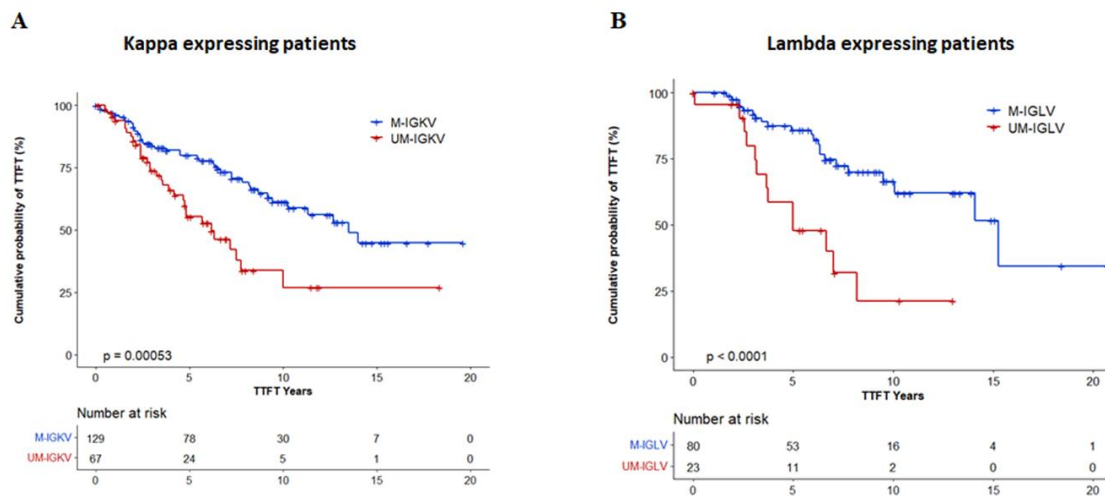 A
Kappa expressing patients
Cumulative probability of TTFT (%)
100
75
50
25
0
M-IGKV
UM-IGKV
p = 0.00053
0 5 10 15 20
TTFT Years
Number at risk
M-IGKV 129 78 30 7 0
UM-IGKV 67 24 5 1 0
0 5 10 15 20
B
Lambda expressing patients
Cumulative probability of TTFT (%)
100
75
50
25
0
M-IGLV
UM-IGLV
p < 0.0001
0 5 10 15 20
TTFT Years
Number at risk
M-IGLV 80 53 16 4 1
UM-IGLV 23 11 2 0 0
0 5 10 15 20